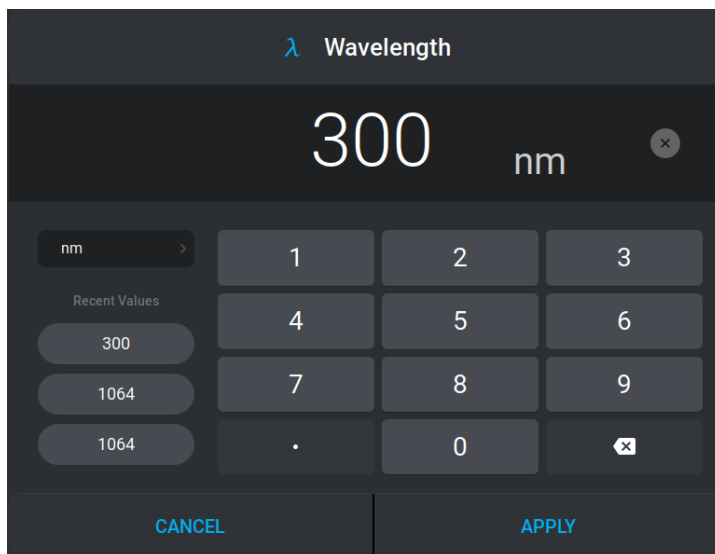 λ Wavelength
300 nm
nm >
Recent Values
300
1064
1064
1 2 3
4 5 6
7 8 9
. 0
CANCEL APPLY